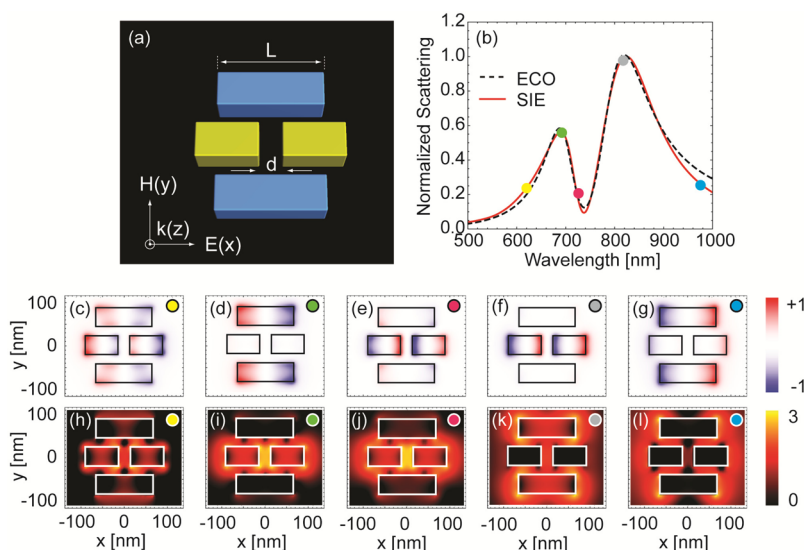 (a)
L
d
H(y)
k(z)
E(x)
(b)
Normalized Scattering
1.2
1.0
0.8
0.6
0.4
0.2
0.0
ECO
SIE
500 600 700 800 900 1000
Wavelength [nm]
(c) (d) (e) (f) (g)
y [nm]
100
0
-100
+1
-1
(h) (i) (j) (k) (l)
y [nm]
100
0
-100
3
0
-100 0 100 -100 0 100 -100 0 100 -100 0 100 -100 0 100
x [nm] x [nm] x [nm] x [nm] x [nm]